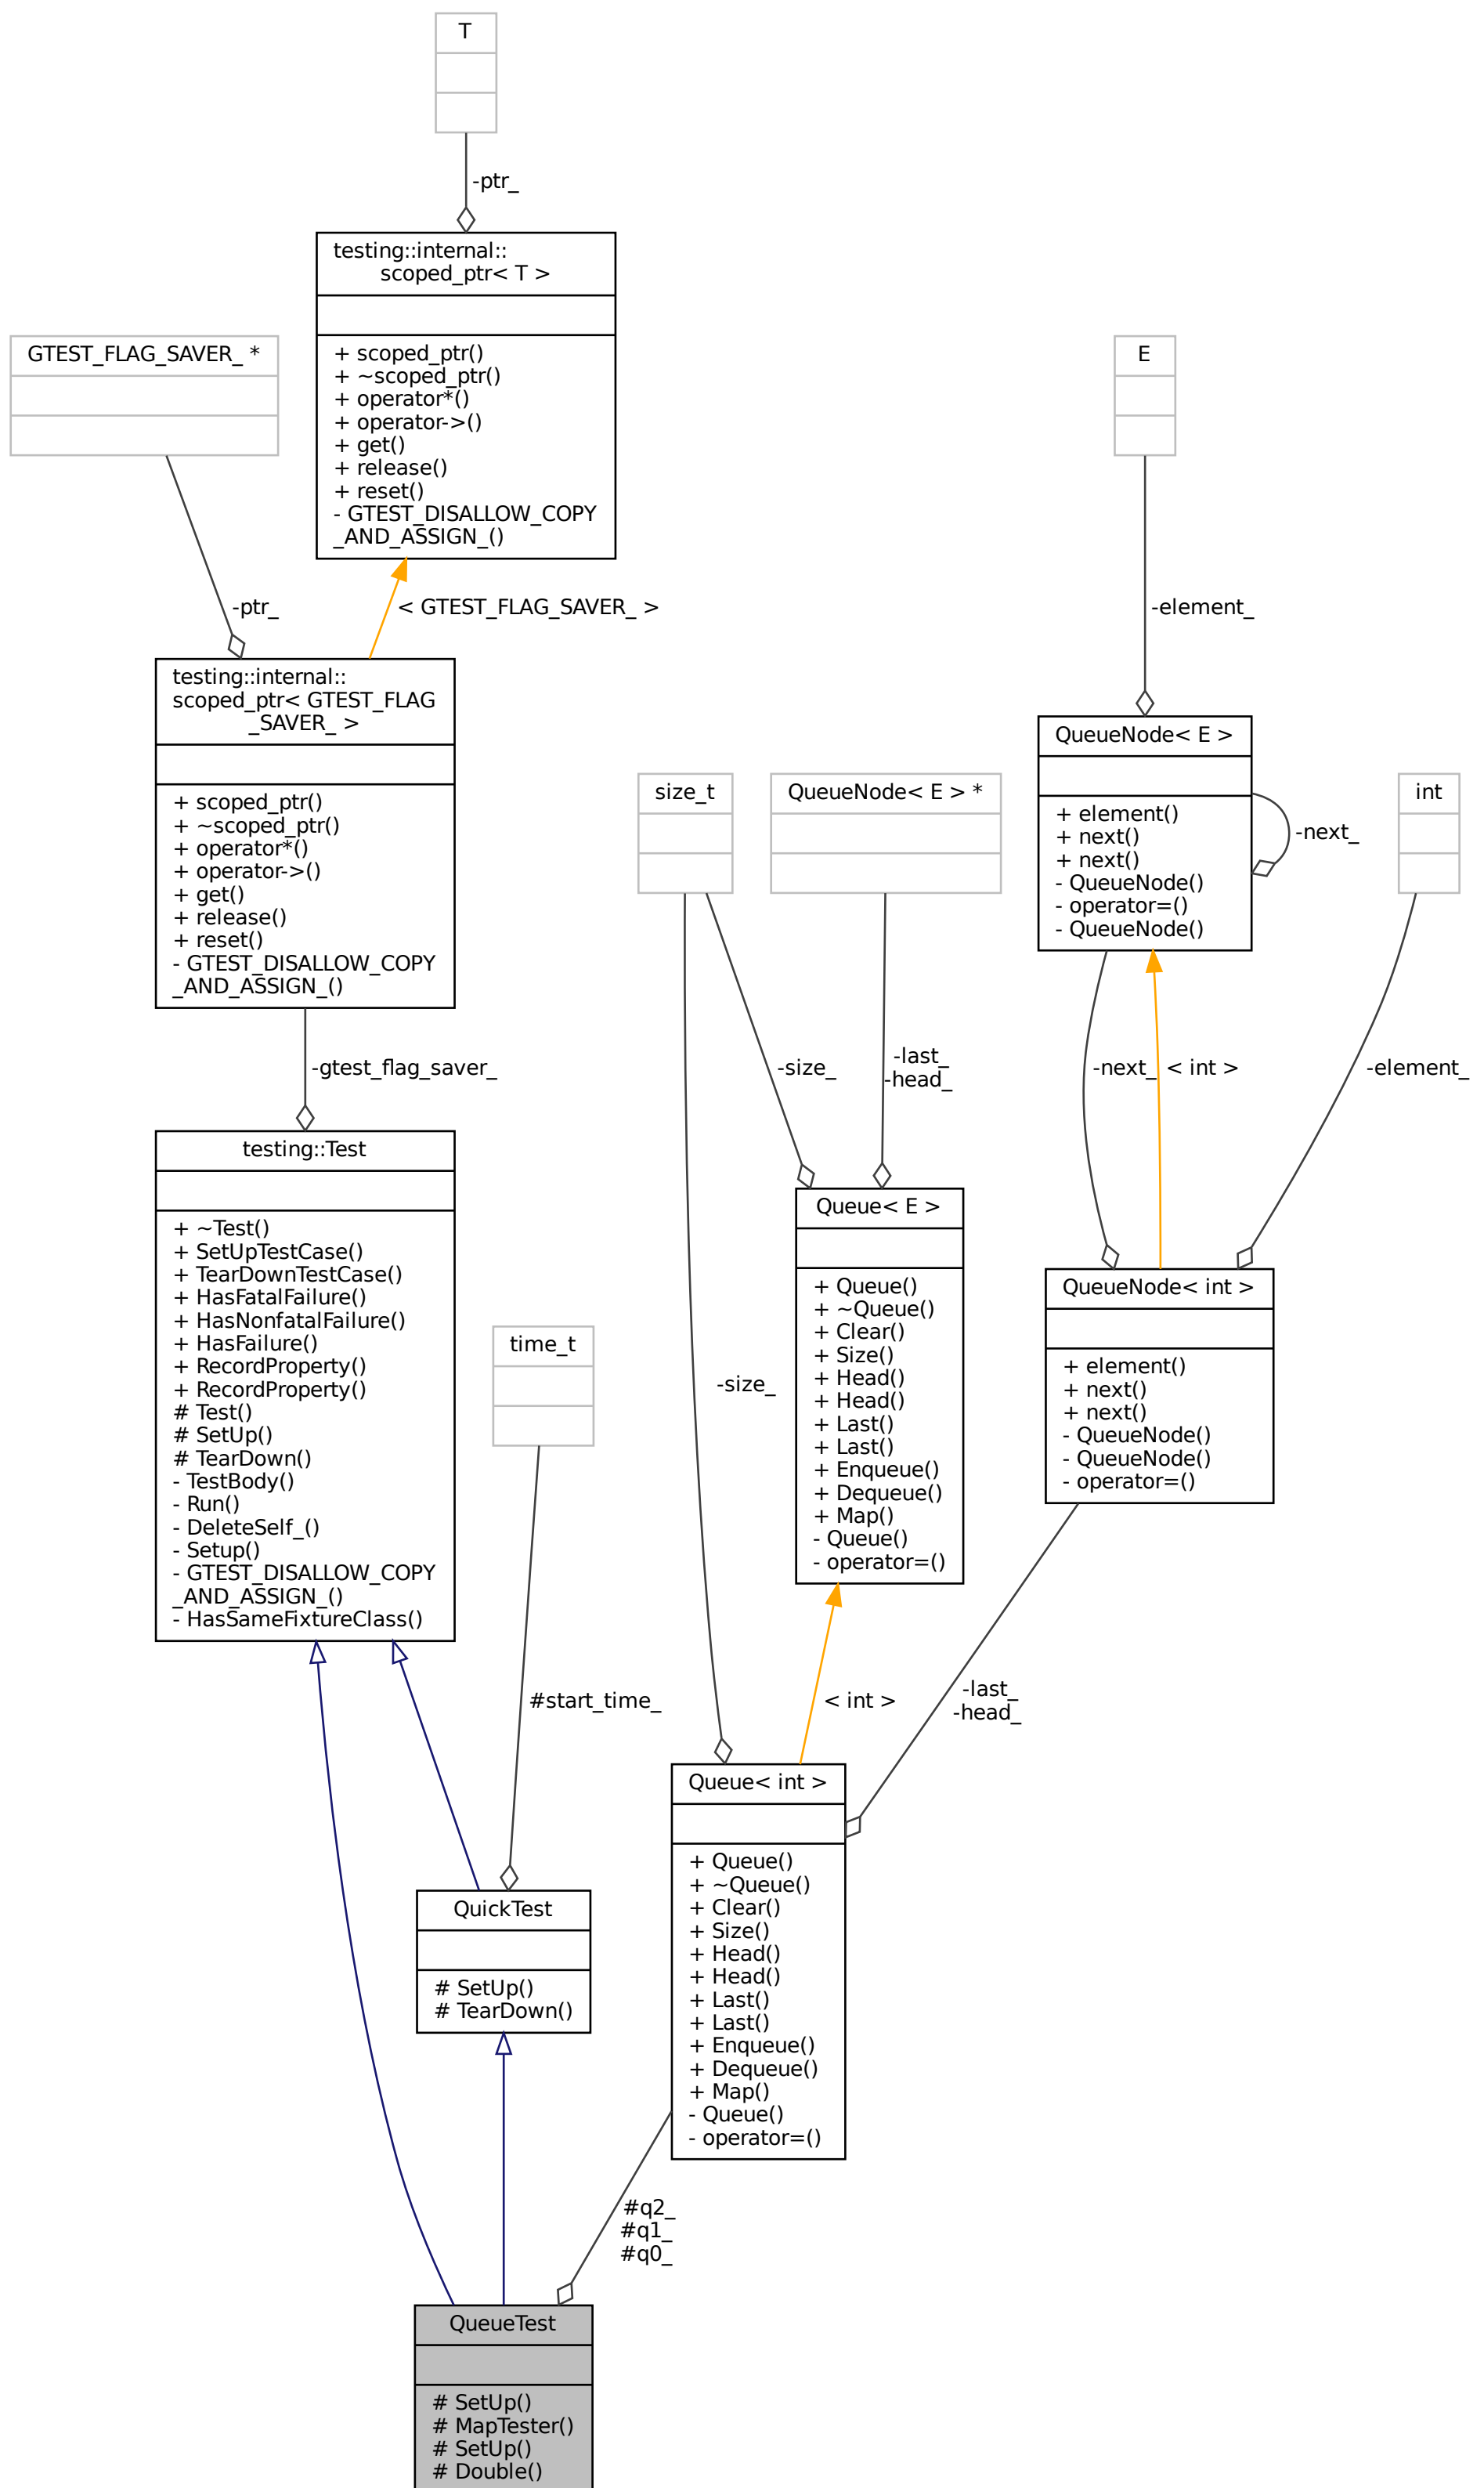 T
-ptr_
testing::internal::
scoped_ptr< T >
+ scoped_ptr()
+ ~scoped_ptr()
+ operator*()
+ operator->()
+ get()
+ release()
+ reset()
- GTEST_DISALLOW_COPY
_AND_ASSIGN_()
GTEST_FLAG_SAVER_ *
E
-ptr_
< GTEST_FLAG_SAVER_ >
-element_
testing::internal::
scoped_ptr< GTEST_FLAG
_SAVER_ >
+ scoped_ptr()
+ ~scoped_ptr()
+ operator*()
+ operator->()
+ get()
+ release()
+ reset()
- GTEST_DISALLOW_COPY
_AND_ASSIGN_()
size_t
QueueNode< E > *
QueueNode< E >
+ element()
+ next()
+ next()
- QueueNode()
- operator=()
- QueueNode()
-next_
int
-gtest_flag_saver_
-size_
-last_
-head_
-next_
< int >
-element_
testing::Test
+ ~Test()
+ SetUpTestCase()
+ TearDownTestCase()
+ HasFatalFailure()
+ HasNonfatalFailure()
+ HasFailure()
+ RecordProperty()
+ RecordProperty()
# Test()
# SetUp()
# TearDown()
- TestBody()
- Run()
- DeleteSelf_()
- Setup()
- GTEST_DISALLOW_COPY
_AND_ASSIGN_()
- HasSameFixtureClass()
time_t
-size_
Queue< E >
+ Queue()
+ ~Queue()
+ Clear()
+ Size()
+ Head()
+ Head()
+ Last()
+ Last()
+ Enqueue()
+ Dequeue()
+ Map()
- Queue()
- operator=()
QueueNode< int >
+ element()
+ next()
+ next()
- QueueNode()
- QueueNode()
- operator=()
#start_time_
< int >
-last_
-head_
QuickTest
# SetUp()
# TearDown()
Queue< int >
+ Queue()
+ ~Queue()
+ Clear()
+ Size()
+ Head()
+ Head()
+ Last()
+ Last()
+ Enqueue()
+ Dequeue()
+ Map()
- Queue()
- operator=()
#q2_
#q1_
#q0_
QueueTest
# SetUp()
# MapTester()
# SetUp()
# Double()